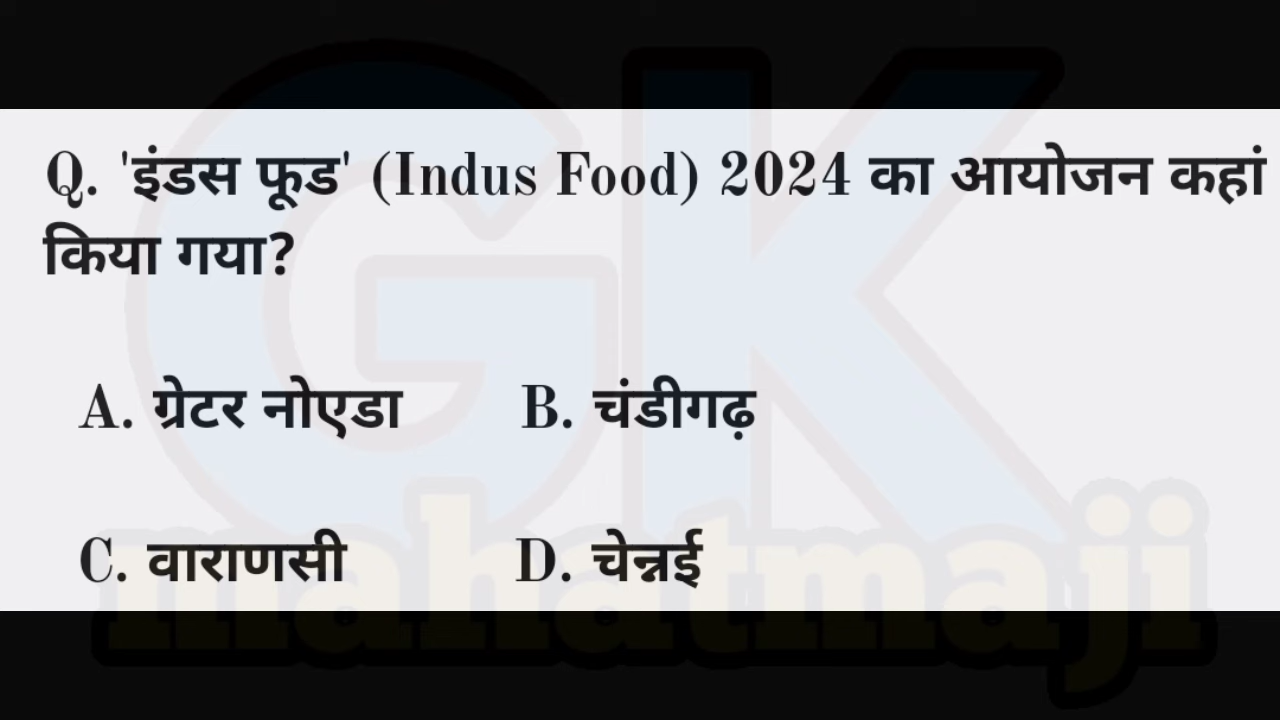 Q. 'इंडस फूड' (Indus Food) 2024 का आयोजन कहां
किया गया?
A. ग्रेटर नोएडा B. चंडीगढ़
C. वाराणसी D. चेन्नई
GK
mahatmaji